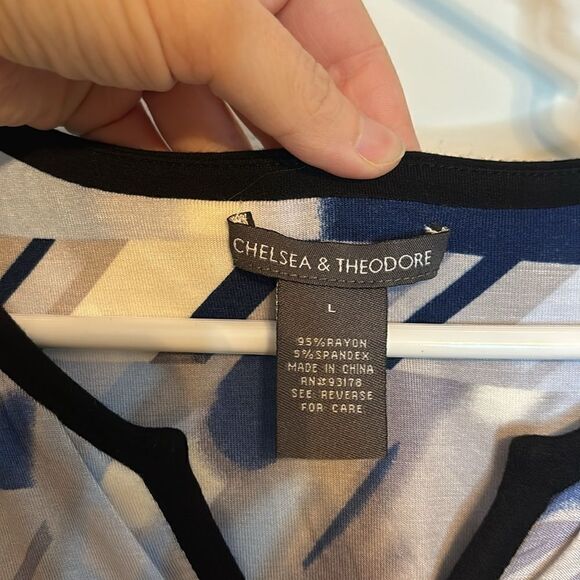 CHELSEA & THEODORE
L
95%RAYON
5%SPANDEX
MADE IN CHINA
RN#93178
SEE REVERSE
FOR CARE